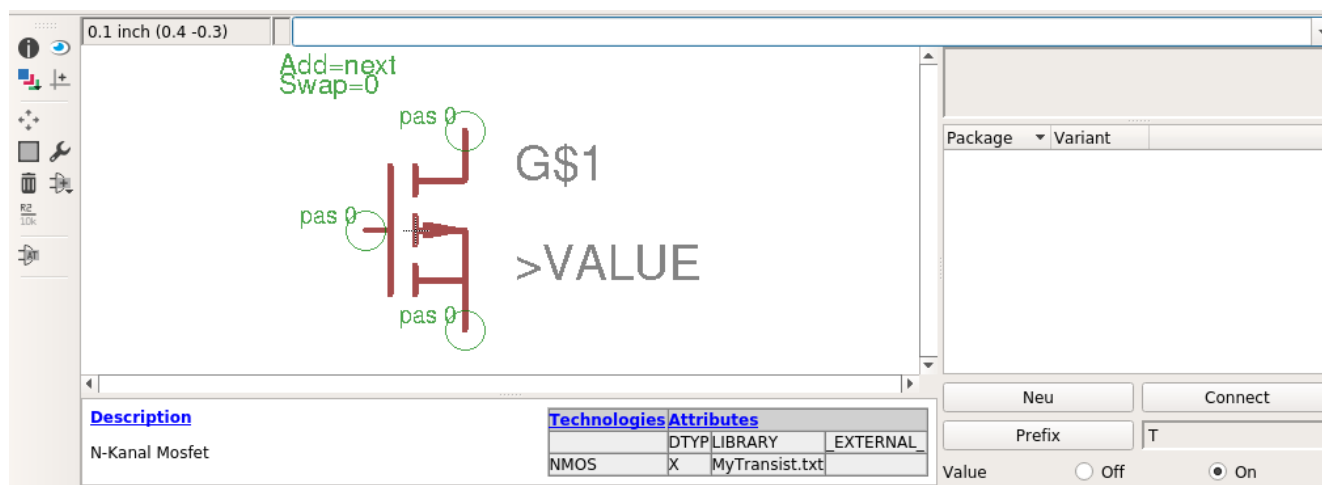 0.1 inch (0.4 -0.3)
Add=next
Swap=0
pas 0
G$1
pas 0
>VALUE
pas 0
Package Variant
R2
10k
Neu Connect
Prefix T
Value Off On
Description
N-Kanal Mosfet
Technologies Attributes
DTYP LIBRARY _EXTERNAL_
NMOS X MyTransist.txt